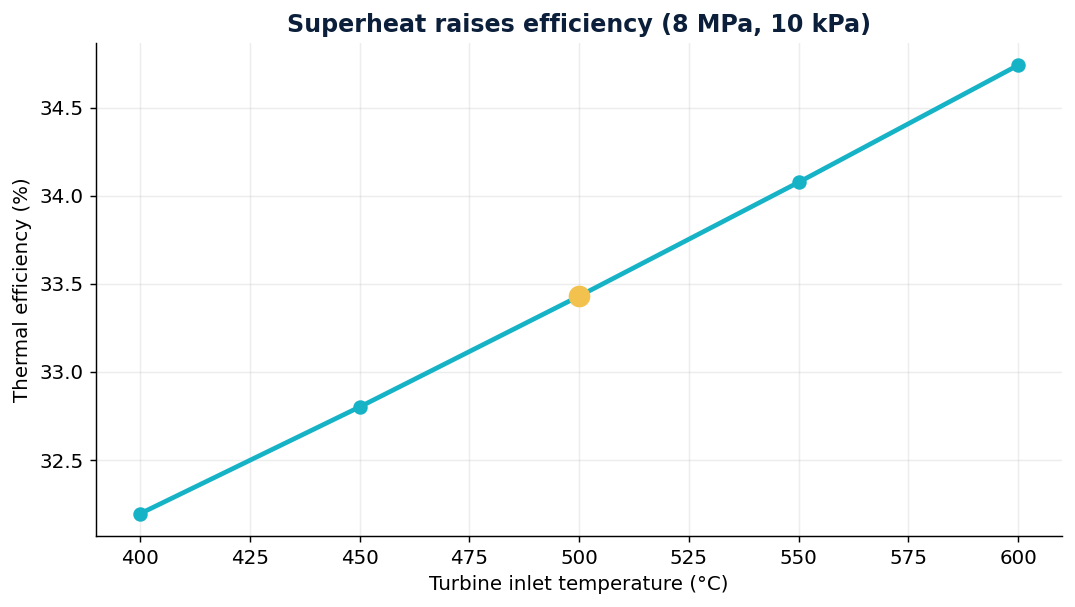 Superheat raises efficiency (8 MPa, 10 kPa)
Thermal efficiency (%)
34.5
34.0
33.5
33.0
32.5
400 425 450 475 500 525 550 575 600
Turbine inlet temperature (°C)